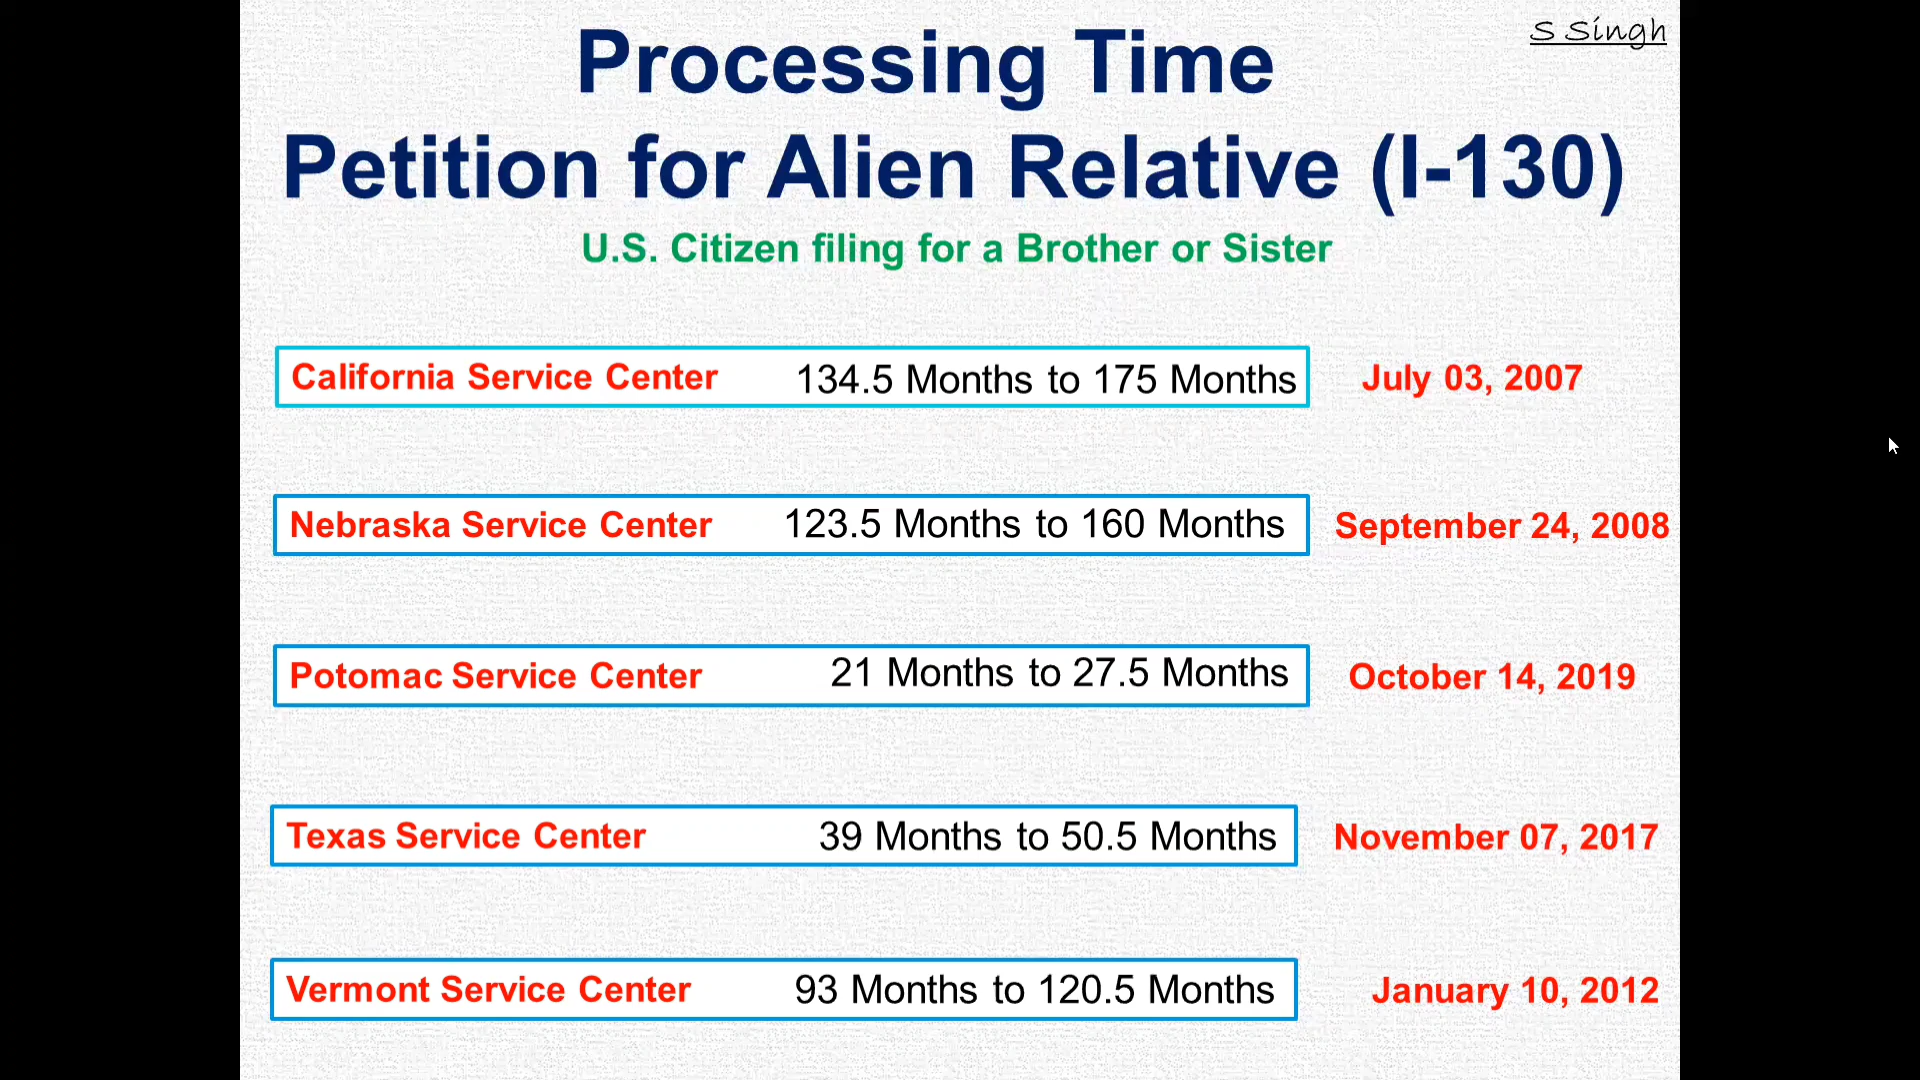 S Singh
Processing Time
Petition for Alien Relative (I-130)
U.S. Citizen filing for a Brother or Sister
California Service Center 134.5 Months to 175 Months July 03, 2007
Nebraska Service Center 123.5 Months to 160 Months September 24, 2008
Potomac Service Center 21 Months to 27.5 Months October 14, 2019
Texas Service Center 39 Months to 50.5 Months November 07, 2017
Vermont Service Center 93 Months to 120.5 Months January 10, 2012